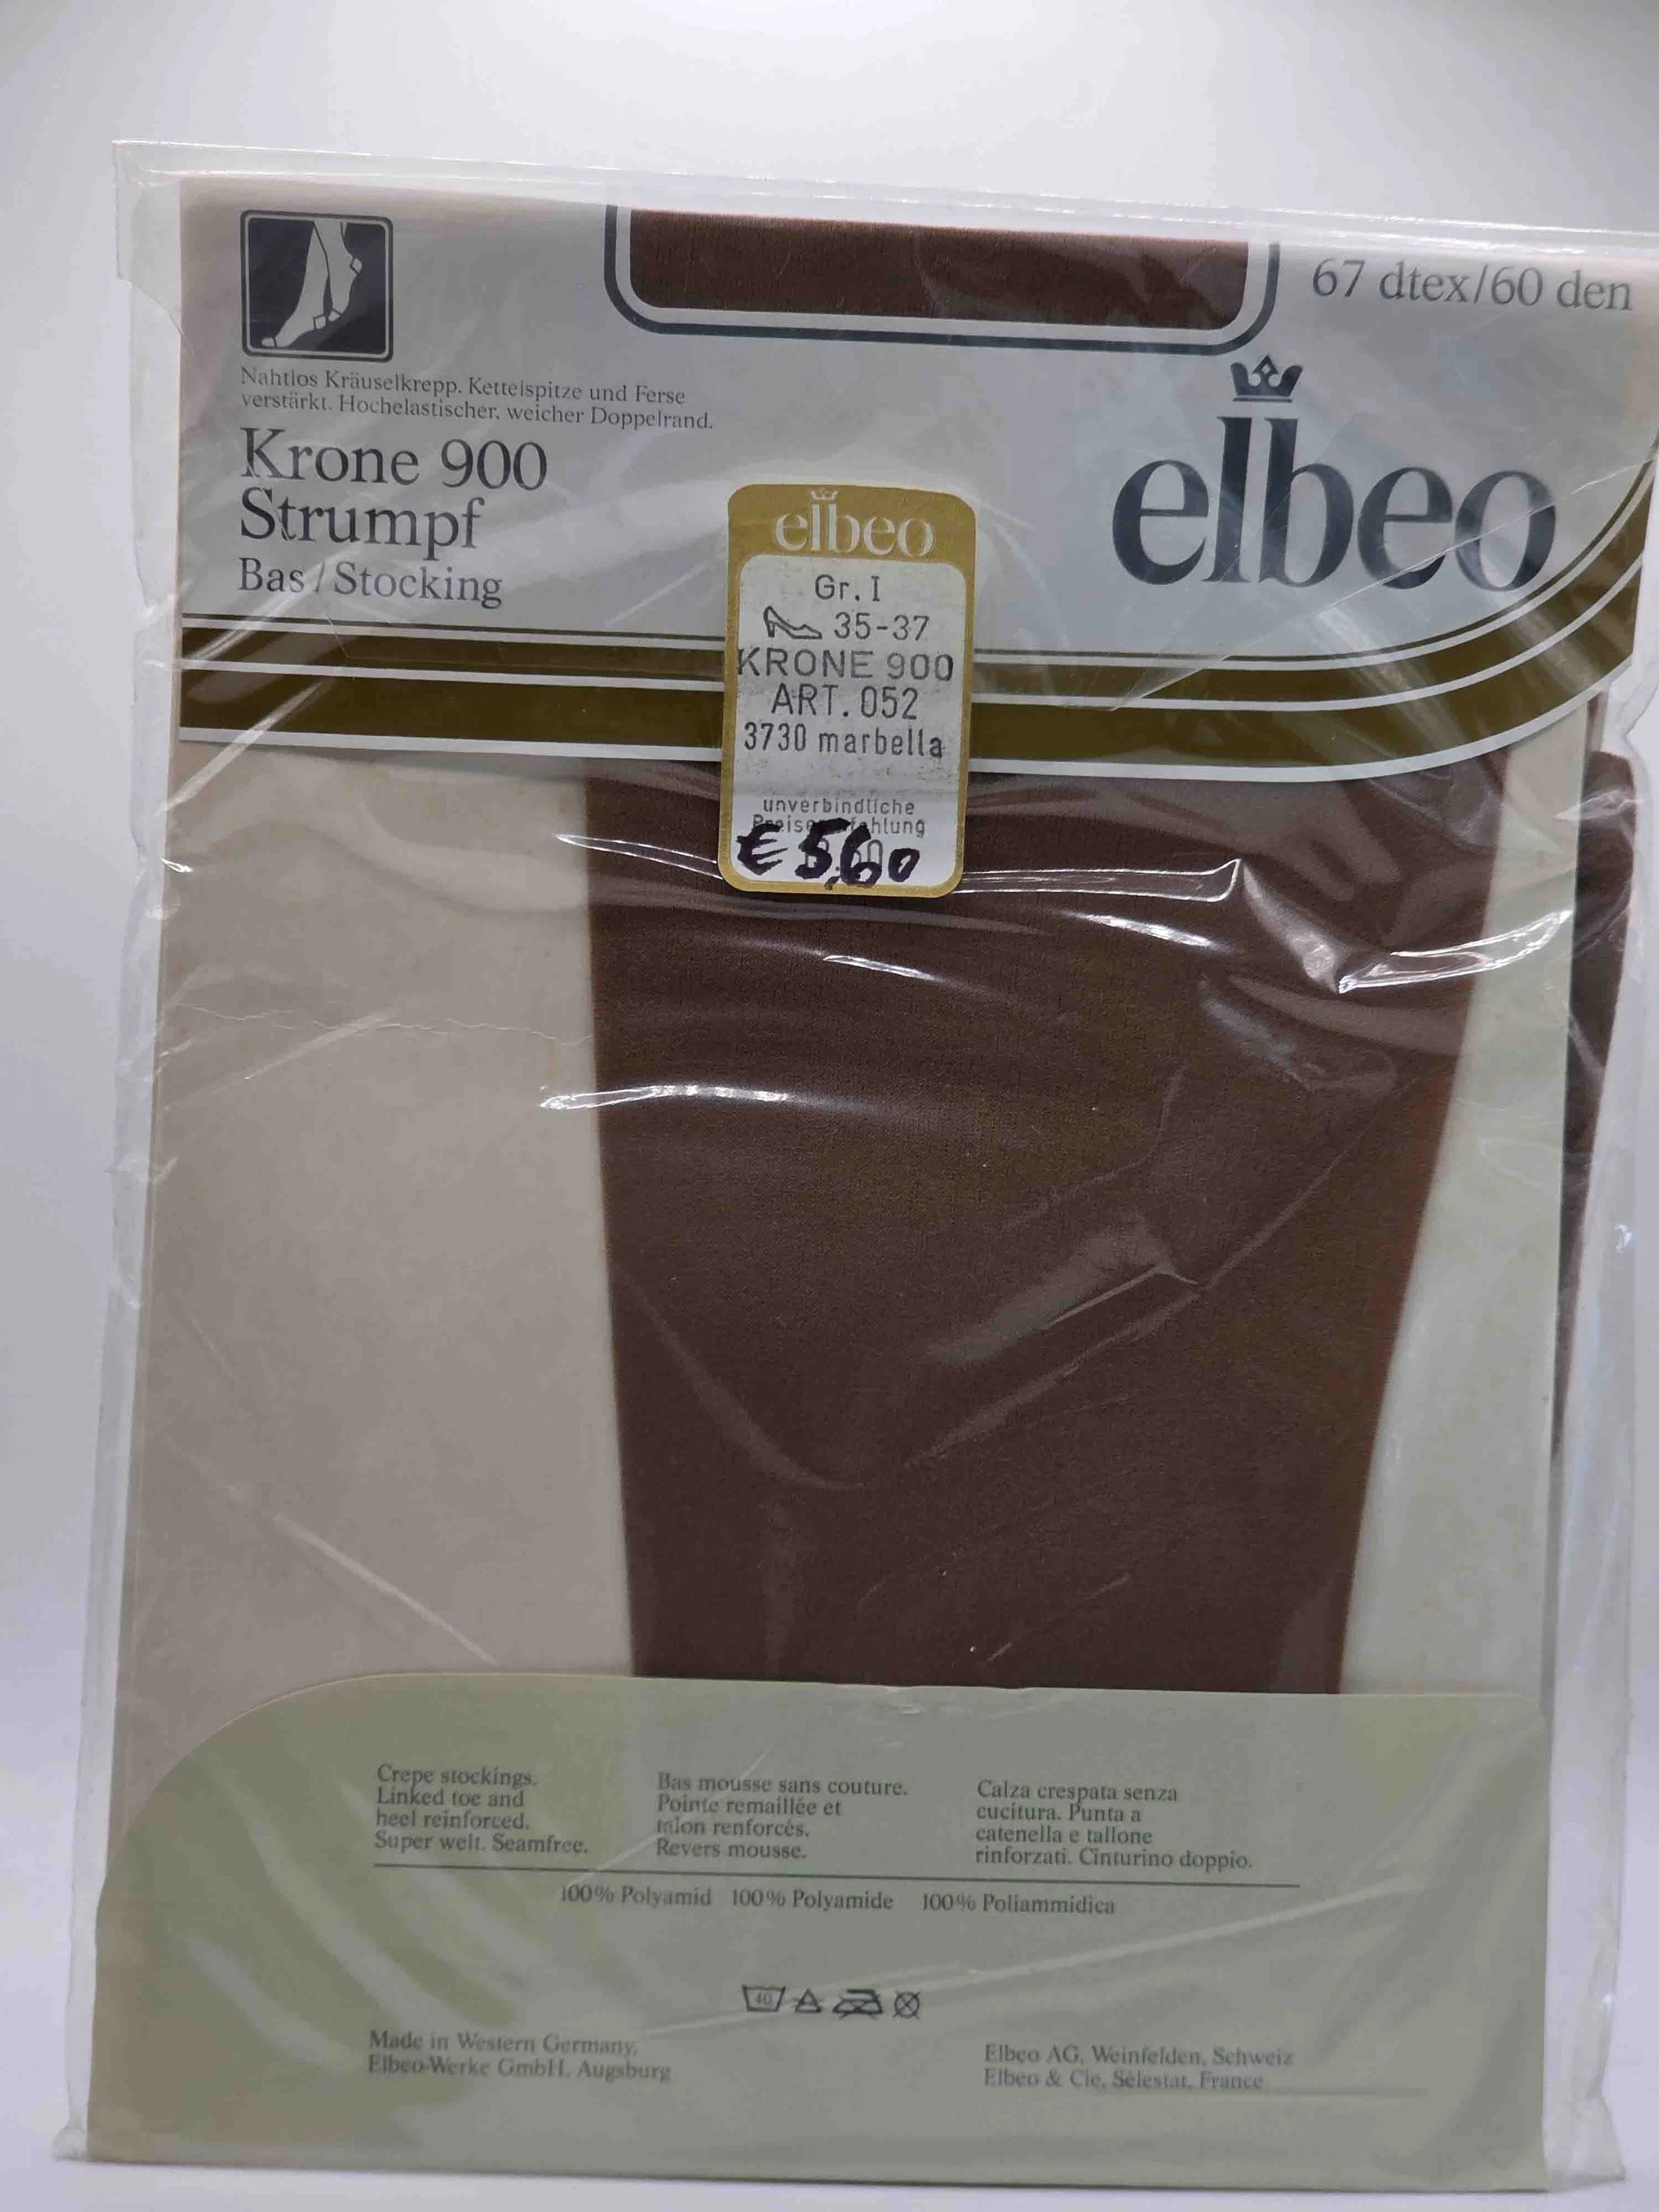 67 dtex/60 den
Nahtlos Kräuselkrepp. Kettelspitze und Ferse
verstärkt. Hochelastischer, weicher Doppelrand.
Krone 900
Strumpf
Bas / Stocking
elbeo
elbeo
Gr. I
35-37
KRONE 900
ART. 052
3730 marbella
unverbindliche
€ 5,60
Crepe stockings.
Linked toe and
heel reinforced.
Super welt. Seamfree.
Bas mousse sans couture.
Pointe remaillée et
talon renforcés.
Revers mousse.
Calza crespata senza
cucitura. Punta a
catenella e tallone
rinforzati. Cinturino doppio.
100% Polyamid 100% Polyamide 100% Poliammidica
40
Made in Western Germany,
Elbeo-Werke GmbH, Augsburg
Elbeo AG, Weinfelden, Schweiz
Elbeo & Cie, Sélestat, France